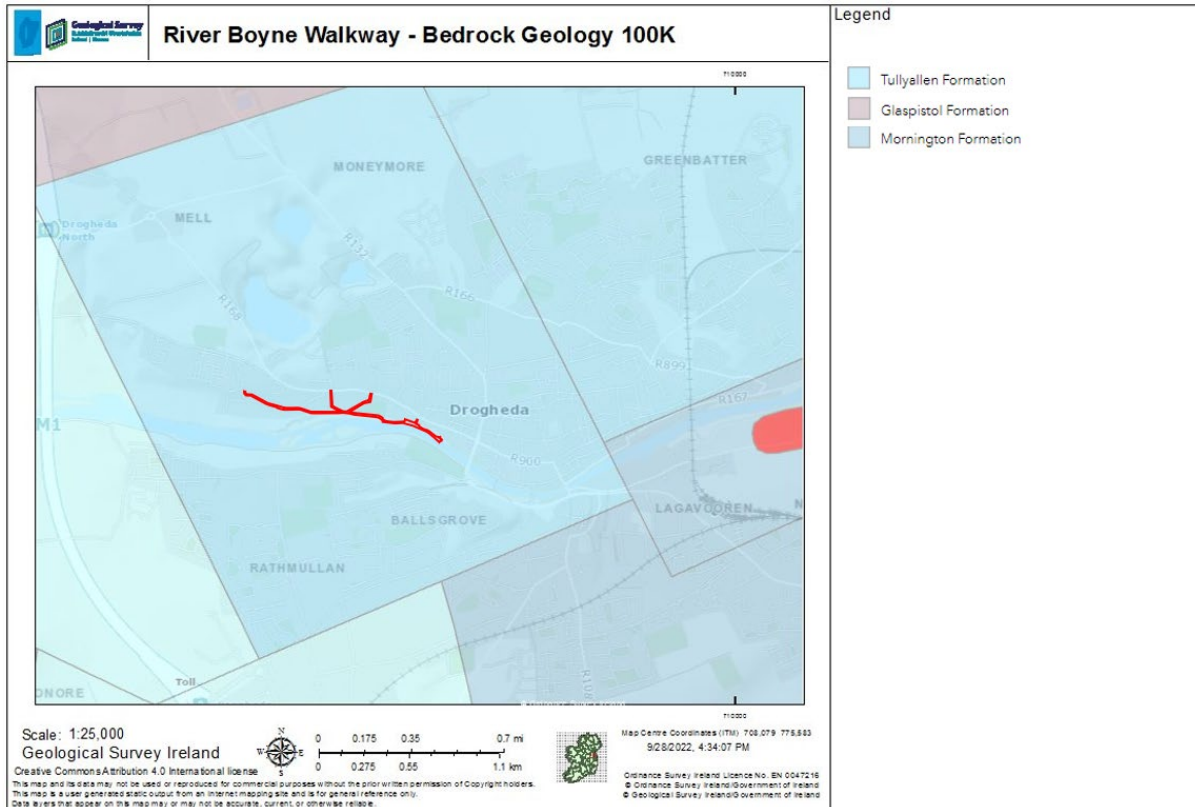 Geological Survey
River Boyne Walkway - Bedrock Geology 100K
Legend
Tullyallen Formation
Glaspistol Formation
Mornington Formation
710000
MONEYMORE
GREENBATTER
MELL
Drogheda
North
R132
R168
R166
R899
R167
M1
Drogheda
R900
LAGAVOOREN
N
BALLSGROVE
RATHMULLAN
R108
Toll
ONORE
710000
Scale: 1:25,000
Geological Survey Ireland
Creative Commons Attribution 4.0 International license
This map and its data may not be used or reproduced for commercial purposes without the prior written permission of Copyright holders.
This map is a user generated static output from an Internet mapping site and is for general reference only.
Data layers that appear on this map may or may not be accurate, current, or otherwise reliable.
N
W E
S
0 0.175 0.35 0.7 mi
0 0.275 0.55 1.1 km
Map Centre Coordinates (ITM) 708,079 775,583
9/28/2022, 4:34:07 PM
Ordnance Survey Ireland Licence No. EN 0047216
© Ordnance Survey Ireland/Government of Ireland
© Geological Survey Ireland/Government of Ireland